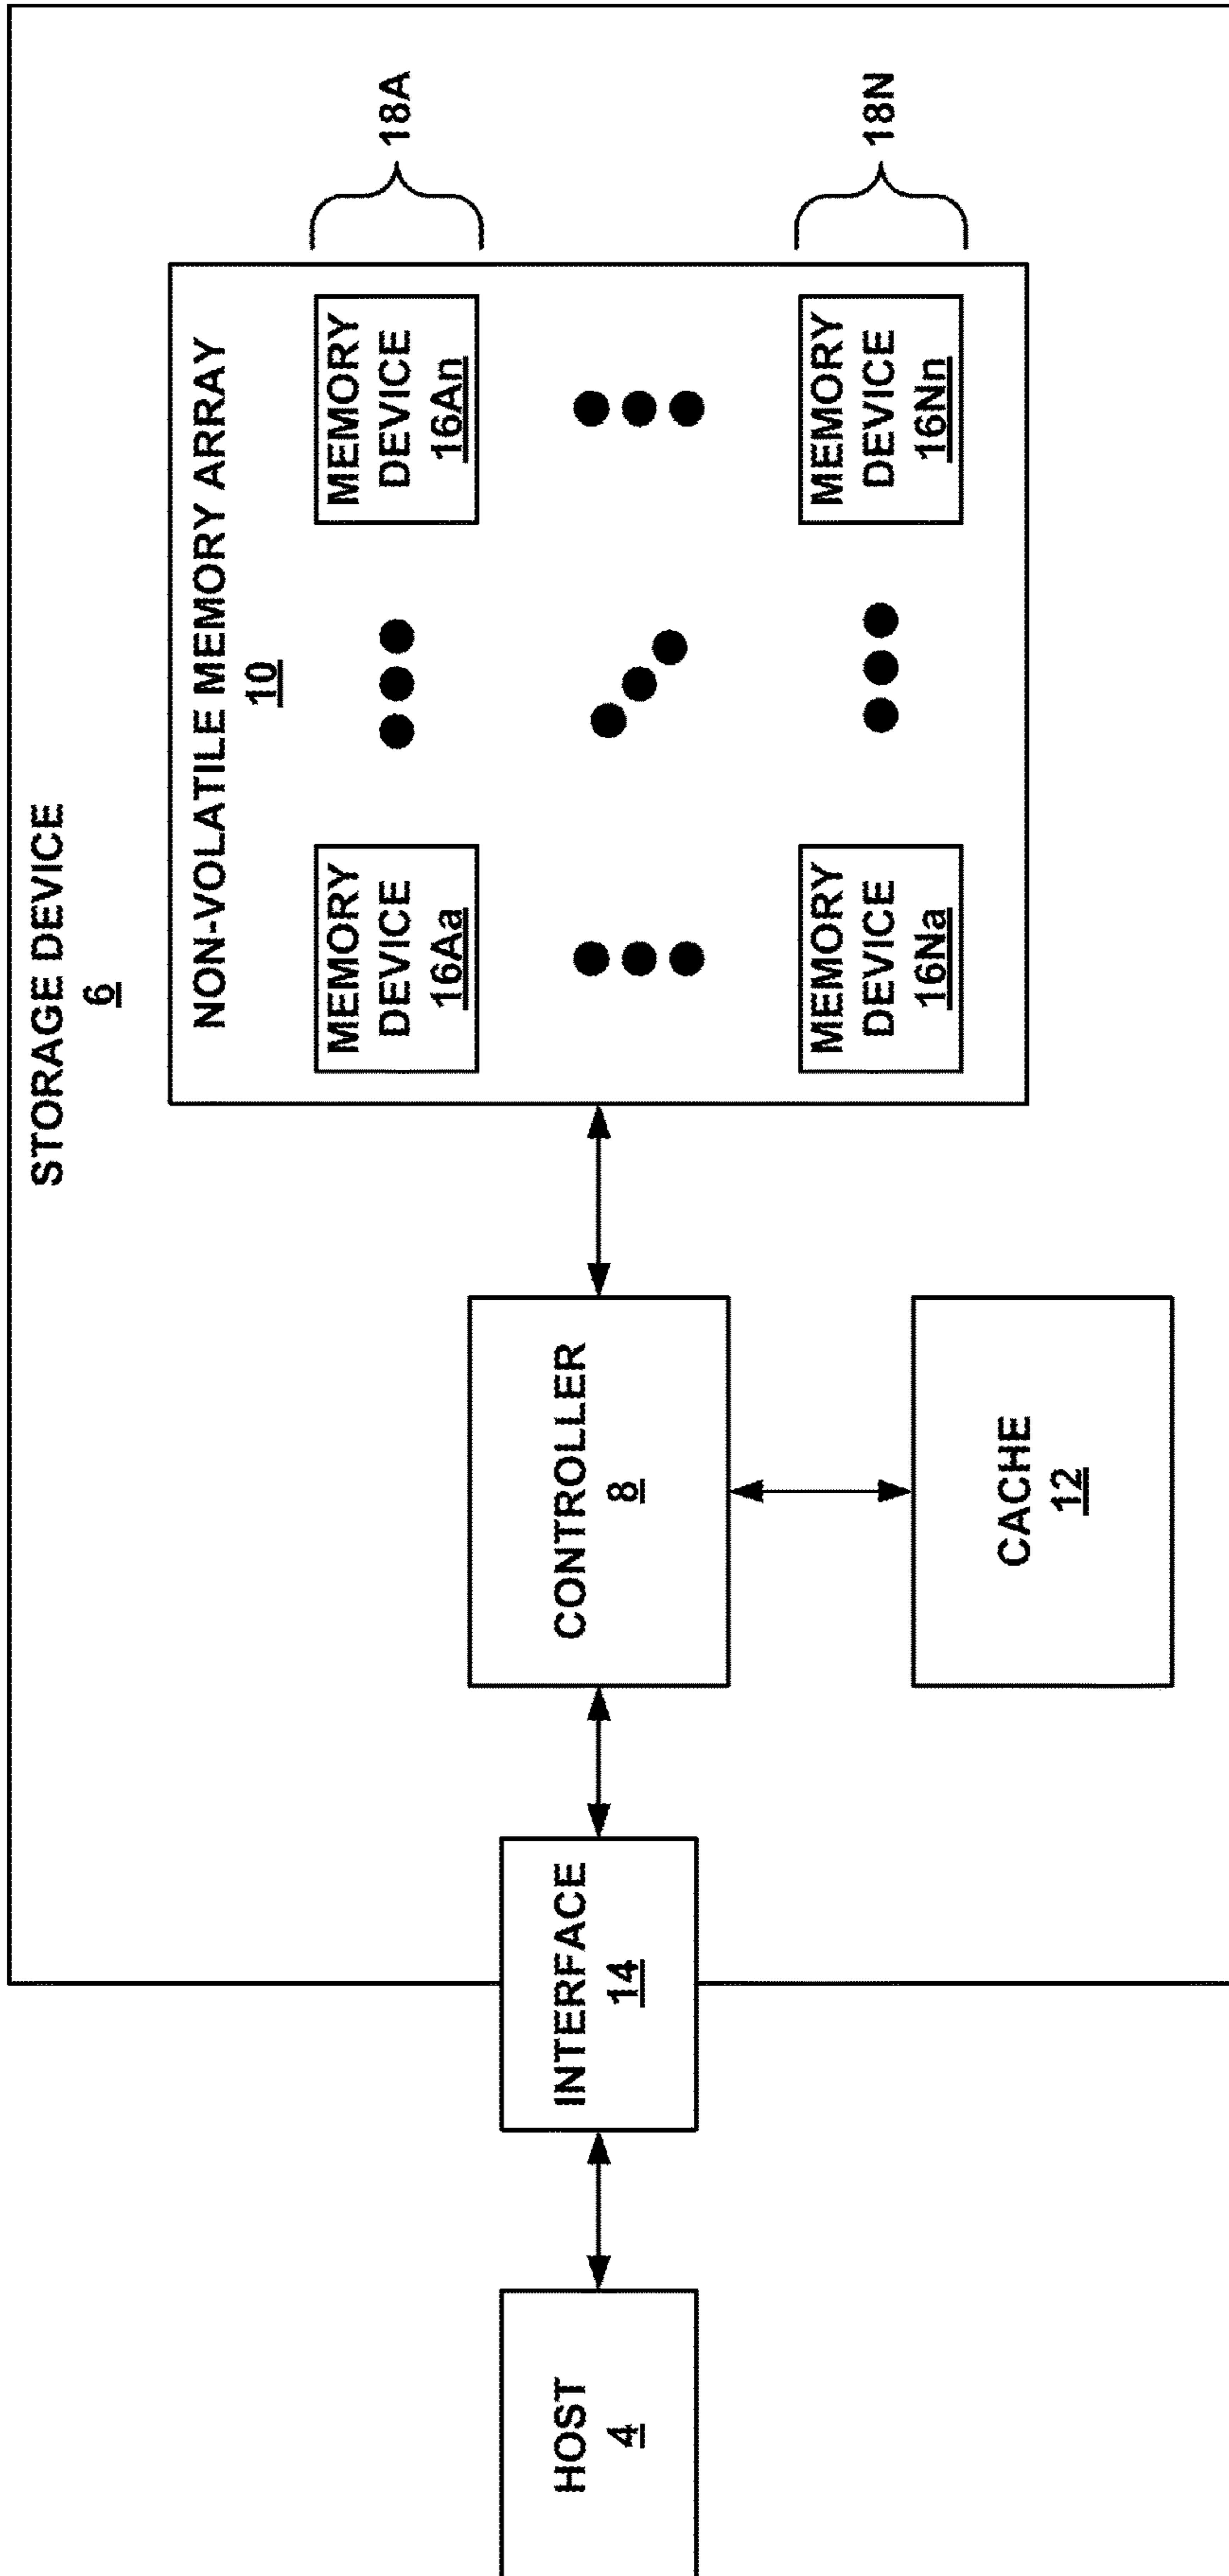 STORAGE DEVICE
6
NON-VOLATILE MEMORY ARRAY
10
MEMORY
DEVICE
16Aa
MEMORY
DEVICE
16An
18A
HOST
4
INTERFACE
14
CONTROLLER
8
MEMORY
DEVICE
16Na
MEMORY
DEVICE
16Nn
18N
CACHE
12